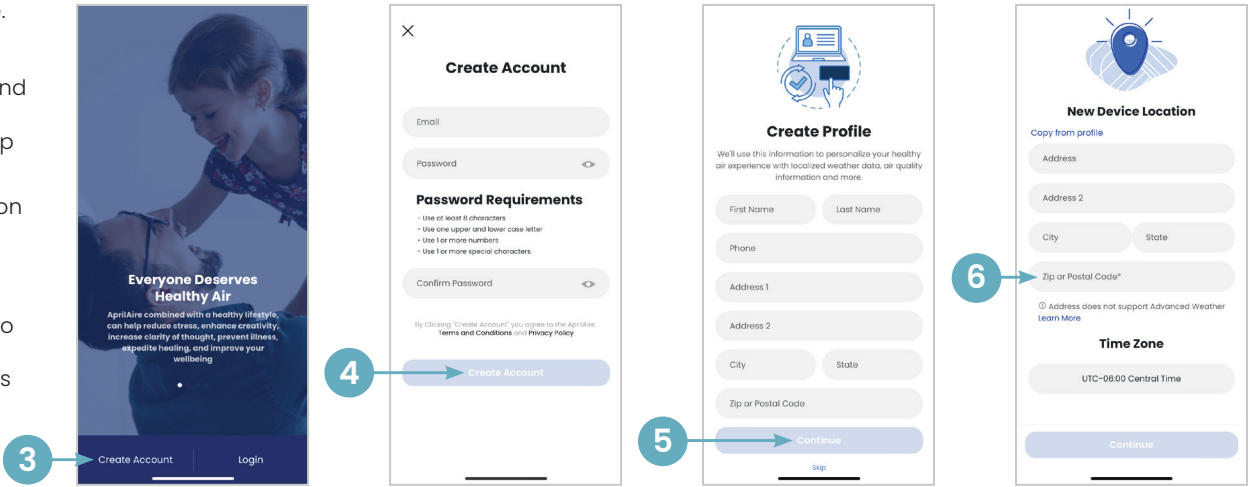 .
nd
p
on
o
s
Everyone Deserves
Healthy Air
AprilAire combined with a healthy lifestyle,
can help reduce stress, enhance creativity,
increase clarity of thought, prevent illness,
expedite healing, and improve your
wellbeing
3
Create Account Login
Create Account
Email
Password
Password Requirements
- Use at least 8 characters
- Use one upper and lower case letter
- Use 1 or more numbers
- Use 1 or more special characters
Confirm Password
By Clicking "Create Account" you agree to the AprilAire
Terms and Conditions and Privacy Policy
4
Create Account
Create Profile
We'll use this information to personalize your healthy
air experience with localized weather data, air quality
information and more.
First Name Last Name
Phone
Address 1
Address 2
City State
Zip or Postal Code
5
Continue
Skip
New Device Location
Copy from profile
Address
Address 2
City State
6
Zip or Postal Code*
Address does not support Advanced Weather
Learn More
Time Zone
UTC-06:00 Central Time
Continue